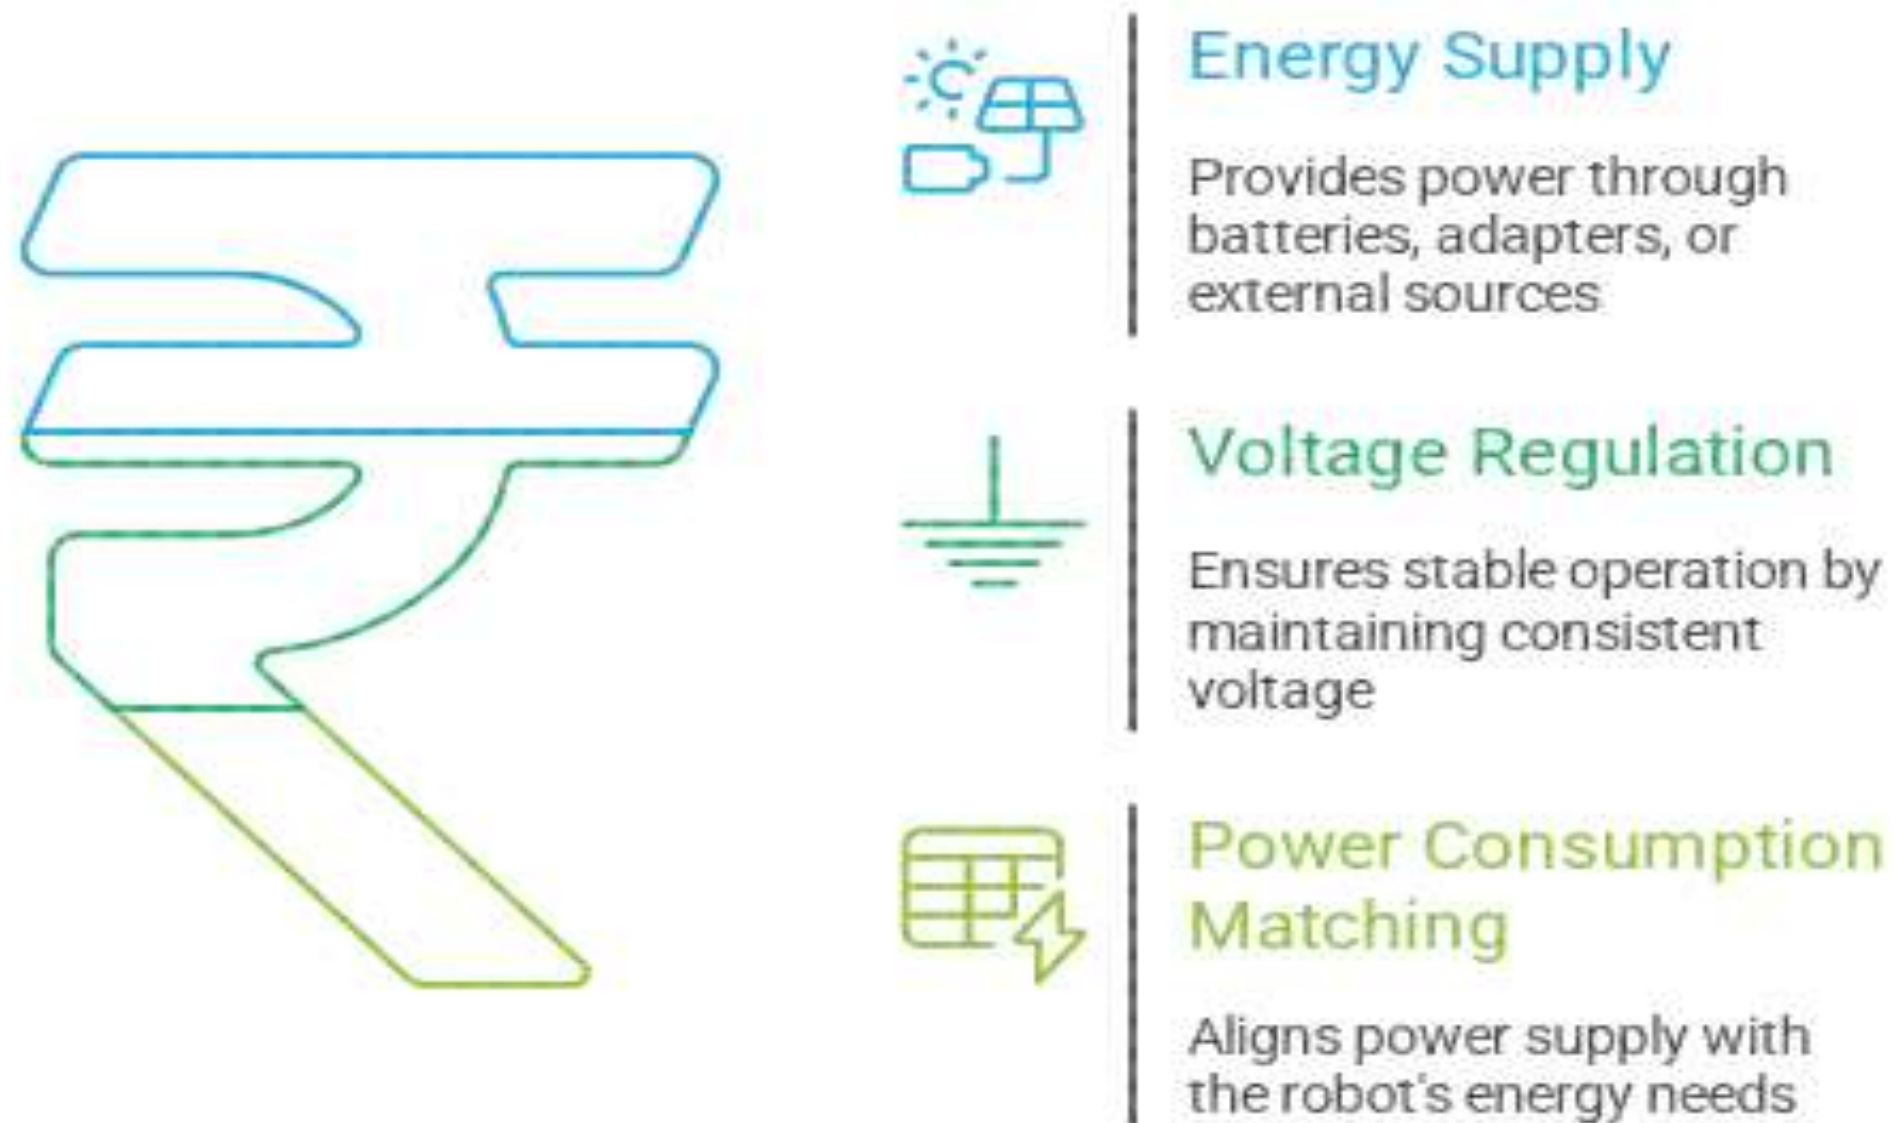 Energy Supply
Provides power through
batteries, adapters, or
external sources
Voltage Regulation
Ensures stable operation by
maintaining consistent
voltage
Power Consumption
Matching
Aligns power supply with
the robot's energy needs